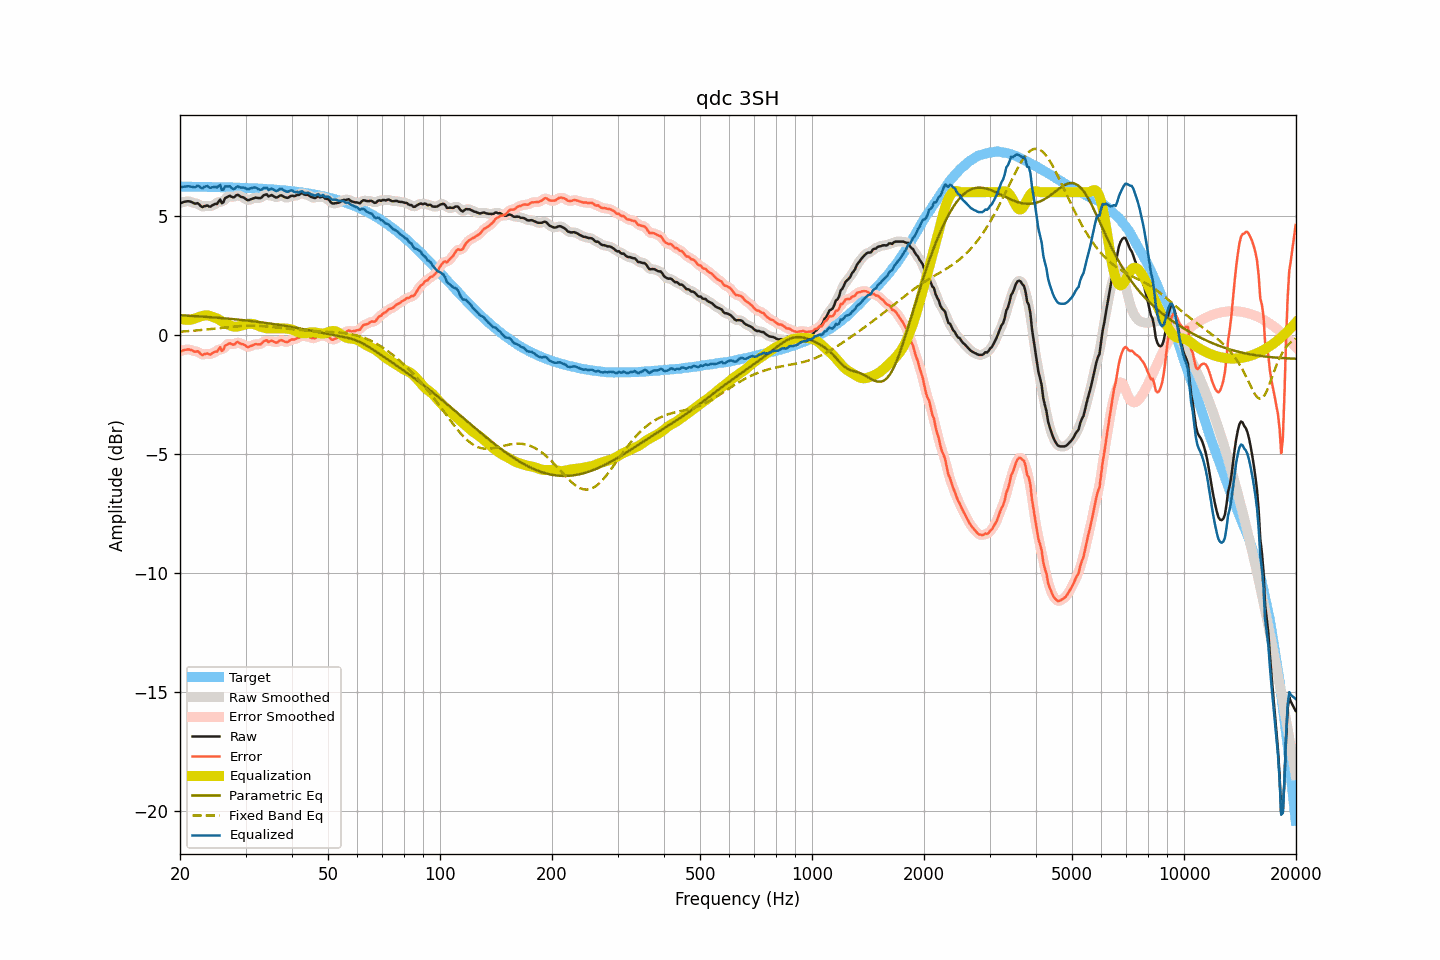 qdc 3SH
Amplitude (dBr)
5
0
−5
−10
−15
−20
Target
Raw Smoothed
Error Smoothed
Raw
Error
Equalization
Parametric Eq
Fixed Band Eq
Equalized
20 50 100 200 500 1000 2000 5000 10000 20000
Frequency (Hz)